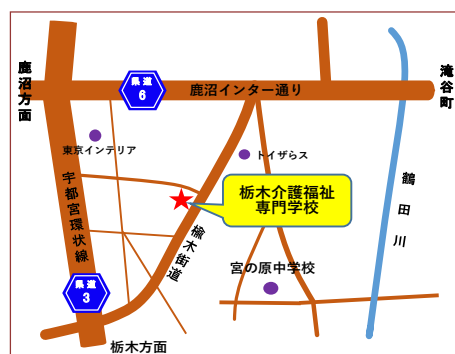 鹿沼方面
県道
6
鹿沼インター通り
滝谷町
東京インテリア
トイザらス
宇都宮環状線
栃木介護福祉
専門学校
鶴田川
楡木街道
宮の原中学校
県道
3
栃木方面